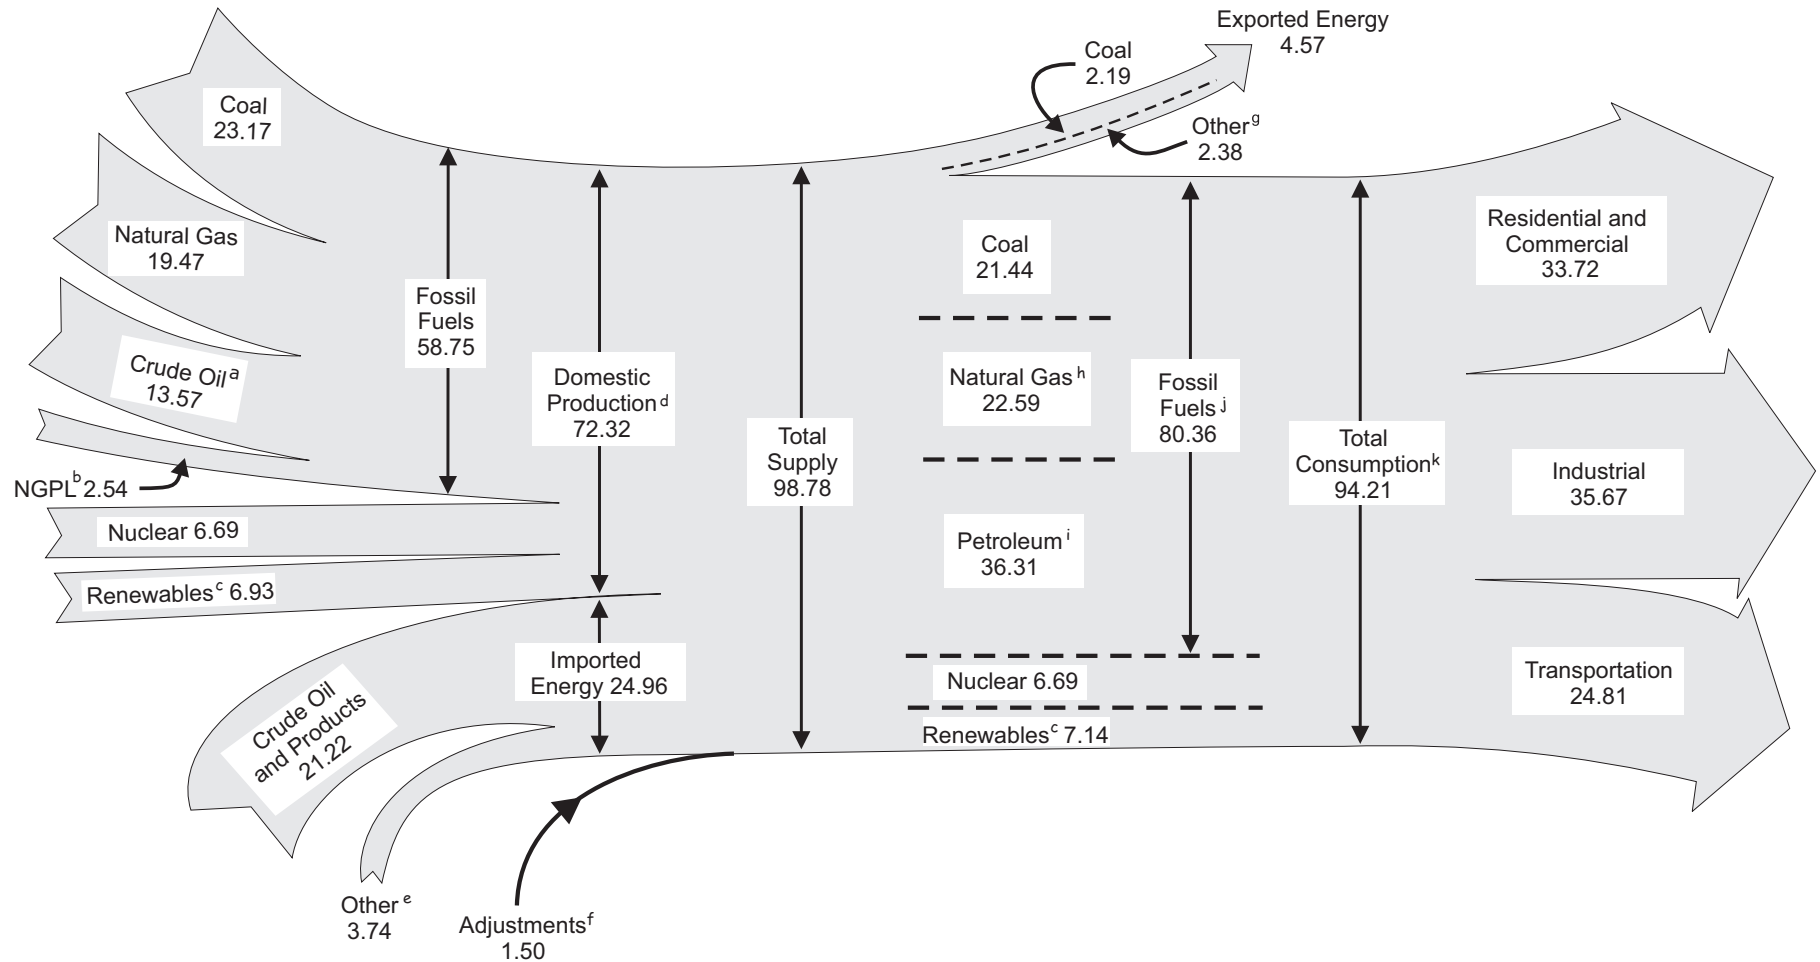 Exported Energy
4.57
Coal
2.19
Other g
2.38
Coal
23.17
Natural Gas
19.47
Crude Oil a
13.57
NGPL b 2.54
Nuclear 6.69
Renewables c 6.93
Crude Oil
and Products
21.22
Other e
3.74
Adjustments f
1.50
Fossil
Fuels
58.75
Domestic
Production d
72.32
Imported
Energy 24.96
Total
Supply
98.78
Coal
21.44
Natural Gas h
22.59
Petroleum i
36.31
Nuclear 6.69
Renewables c 7.14
Fossil
Fuels j
80.36
Total
Consumption k
94.21
Residential and
Commercial
33.72
Industrial
35.67
Transportation
24.81